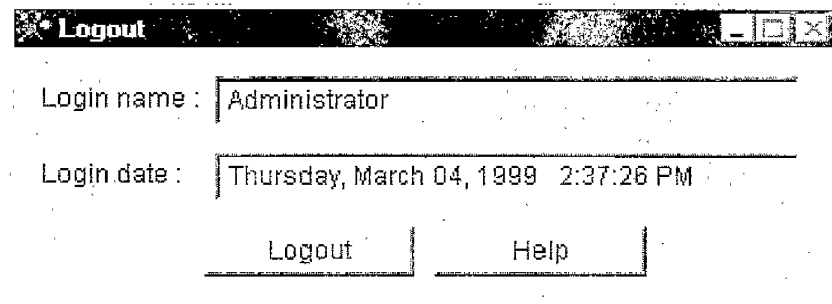 Logout
Login name : Administrator
Login date : Thursday, March 04, 1999 2:37:26 PM
Logout Help